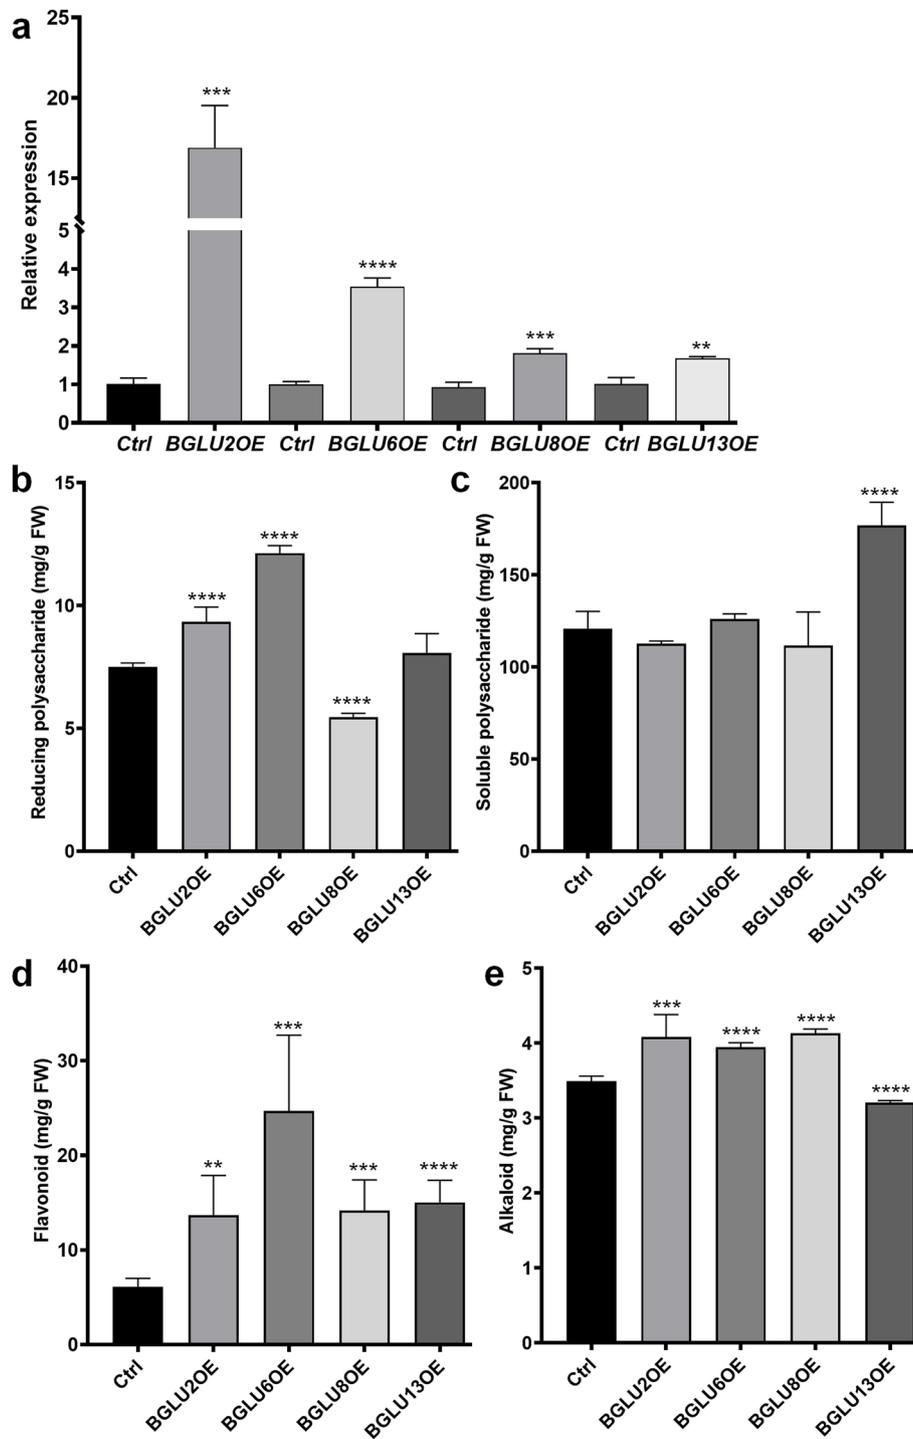 a
Relative expression
25
20
15
5
4
3
2
1
0
***
****
***
**
Ctrl BGLU2OE Ctrl BGLU6OE Ctrl BGLU8OE Ctrl BGLU13OE
b
Reducing polysaccharide (mg/g FW)
15
10
5
0
****
****
****
Ctrl
BGLU2OE
BGLU6OE
BGLU8OE
BGLU13OE
c
Soluble polysaccharide (mg/g FW)
200
150
100
50
0
****
Ctrl
BGLU2OE
BGLU6OE
BGLU8OE
BGLU13OE
d
Flavonoid (mg/g FW)
40
30
20
10
0
**
***
***
****
Ctrl
BGLU2OE
BGLU6OE
BGLU8OE
BGLU13OE
e
Alkaloid (mg/g FW)
5
4
3
2
1
0
***
****
****
****
Ctrl
BGLU2OE
BGLU6OE
BGLU8OE
BGLU13OE